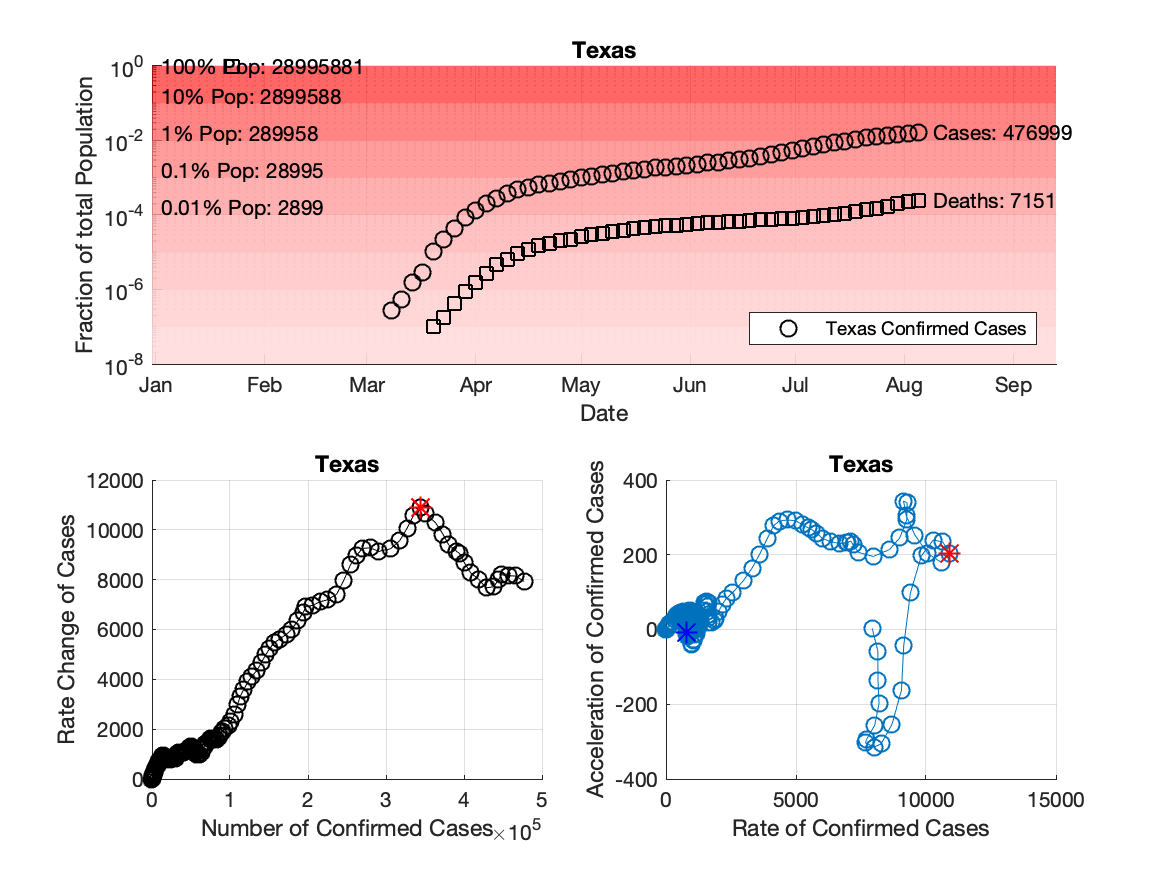 Texas
10^0
10^-2
10^-4
10^-6
10^-8
Fraction of total Population
100% Pop: 28995881
10% Pop: 2899588
1% Pop: 289958
0.1% Pop: 28995
0.01% Pop: 2899
Cases: 476999
Deaths: 7151
Texas Confirmed Cases
Jan Feb Mar Apr May Jun Jul Aug Sep
Date
Texas
12000
10000
8000
6000
4000
2000
0
Rate Change of Cases
0 1 2 3 4 5
Number of Confirmed Cases ×10^5
Texas
400
200
0
-200
-400
Acceleration of Confirmed Cases
0 5000 10000 15000
Rate of Confirmed Cases